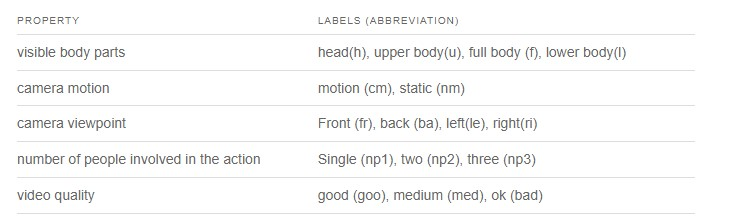 PROPERTY LABELS (ABBREVIATION)
visible body parts head(h), upper body(u), full body (f), lower body(l)
camera motion motion (cm), static (nm)
camera viewpoint Front (fr), back (ba), left(le), right(ri)
number of people involved in the action Single (np1), two (np2), three (np3)
video quality good (goo), medium (med), ok (bad)